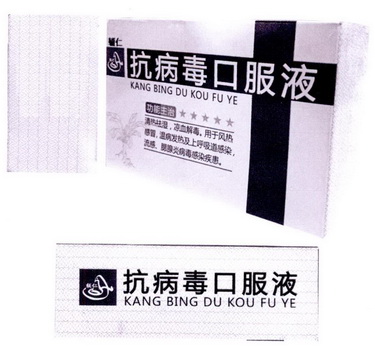 辅仁
抗病毒口服液
KANG BING DU KOU FU YE
功能主治
清热祛湿，凉血解毒。用于风热
感冒，温病发热及上呼吸道感染，
流感、腮腺炎病毒感染疾患。
辅仁
抗病毒口服液
KANG BING DU KOU FU YE